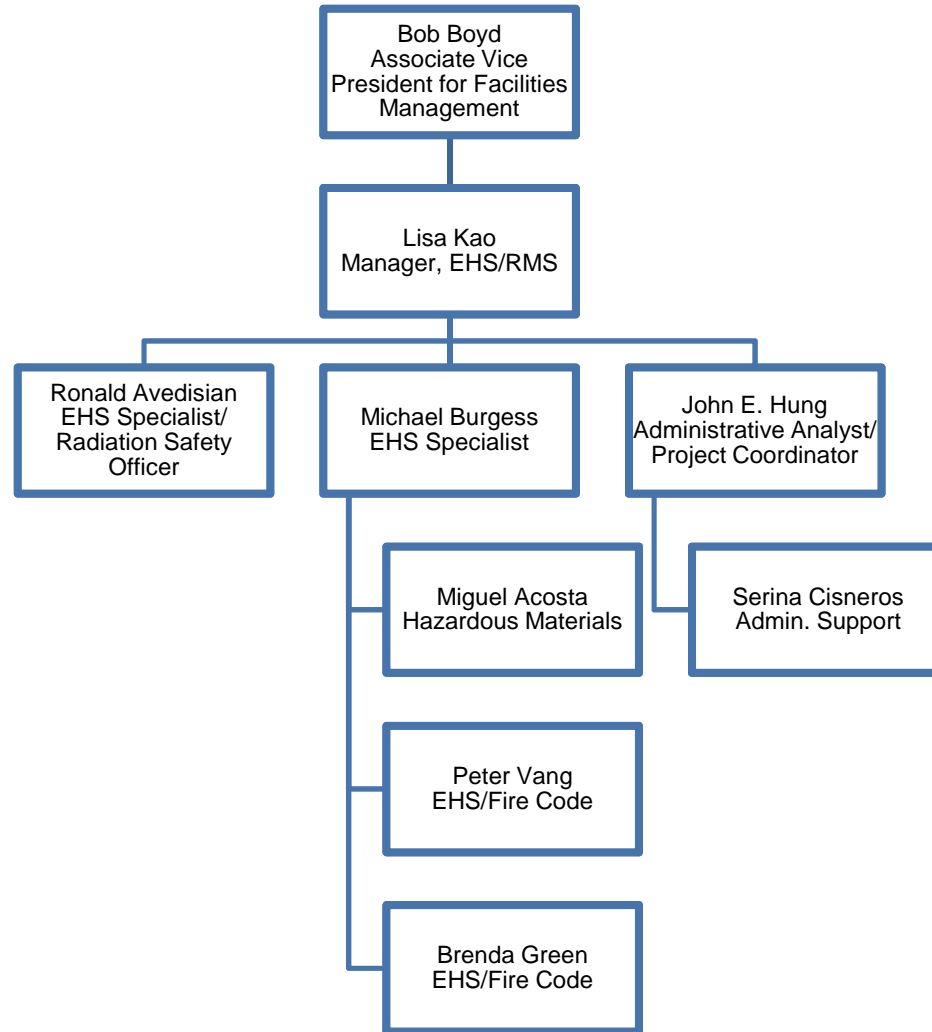 Bob Boyd
Associate Vice
President for Facilities
Management
Lisa Kao
Manager, EHS/RMS
Ronald Avedisian
EHS Specialist/
Radiation Safety
Officer
Michael Burgess
EHS Specialist
John E. Hung
Administrative Analyst/
Project Coordinator
Miguel Acosta
Hazardous Materials
Serina Cisneros
Admin. Support
Peter Vang
EHS/Fire Code
Brenda Green
EHS/Fire Code